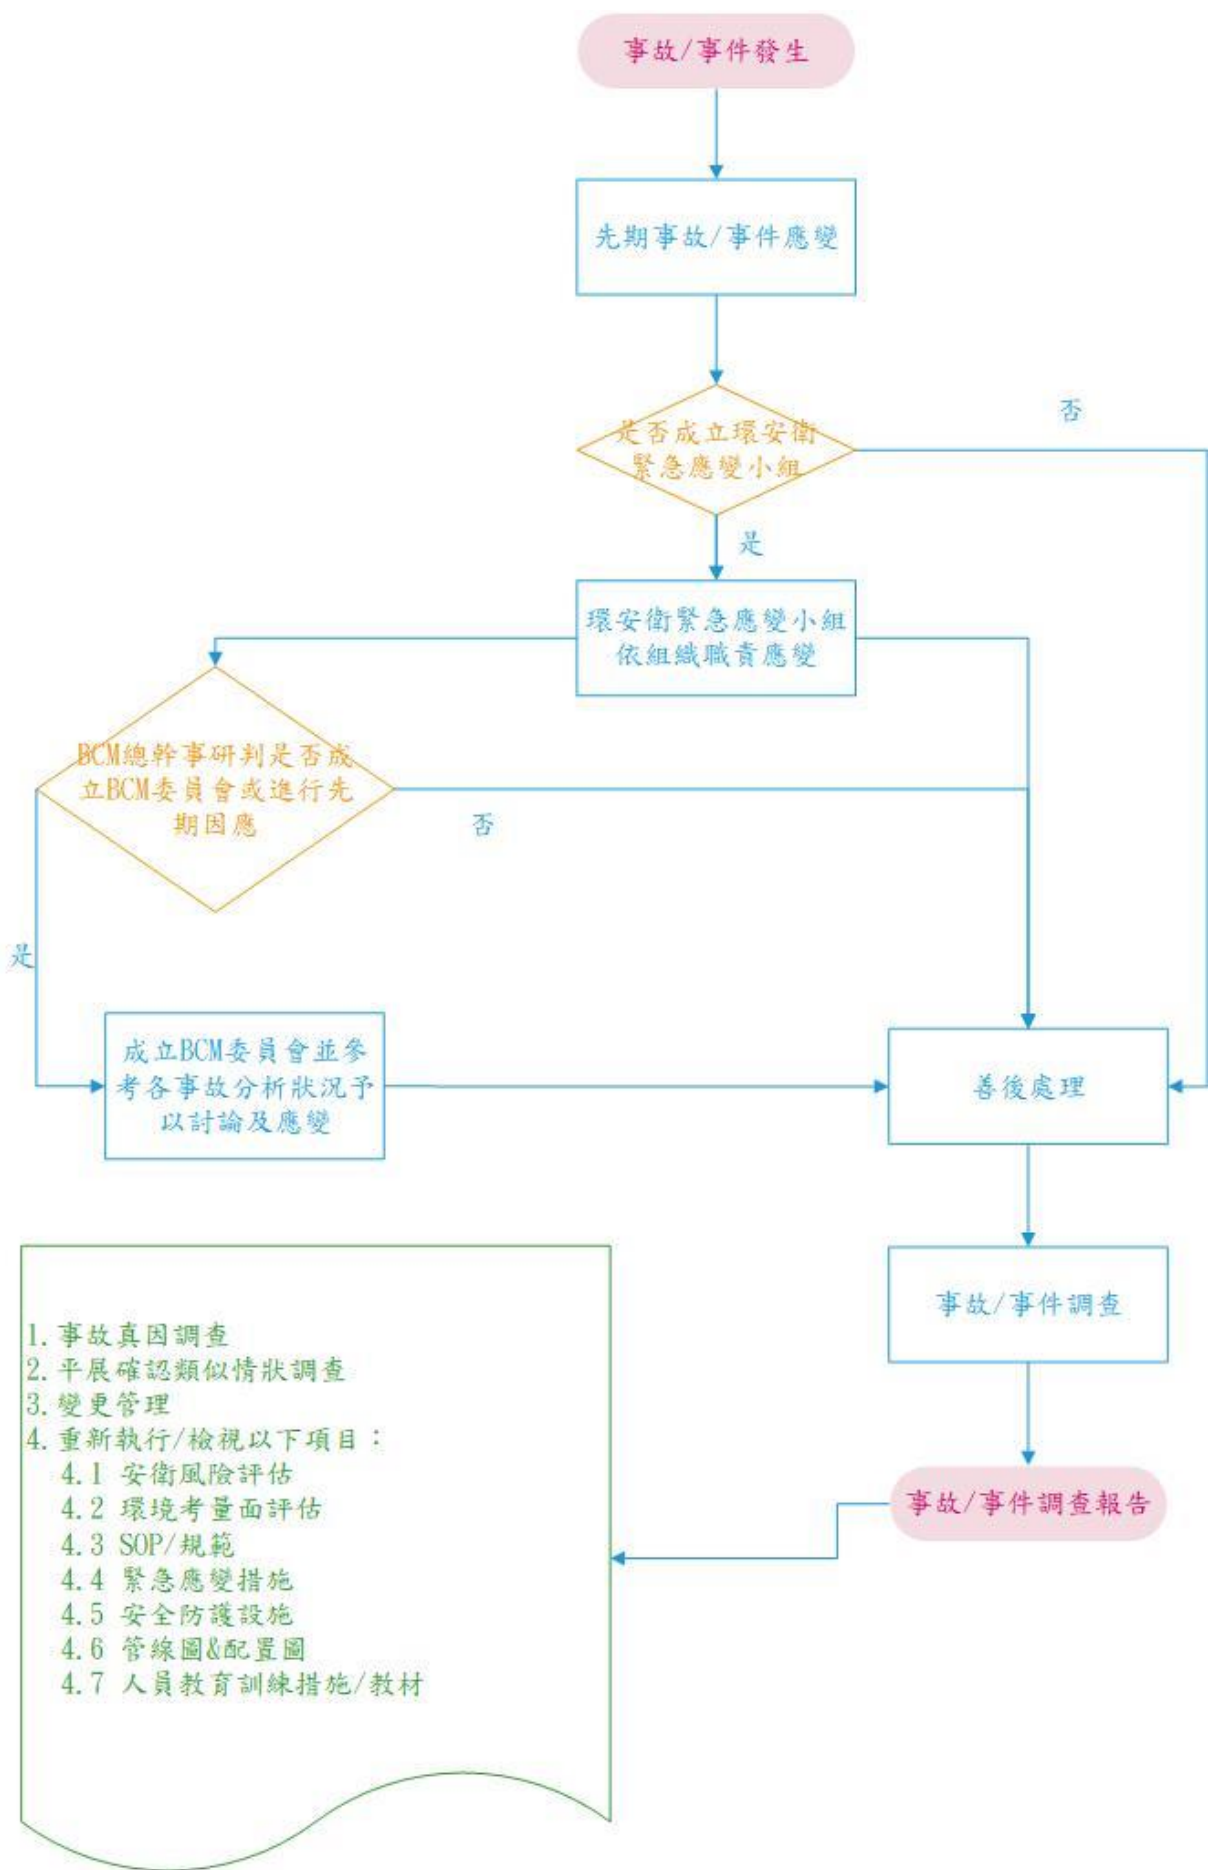 事故/事件發生
先期事故/事件應變
是否成立環安衛
緊急應變小組
否
是
環安衛緊急應變小組
依組織職責應變
BCM總幹事研判是否成
立BCM委員會或進行先
期因應
否
是
成立BCM委員會並參
考各事故分析狀況予
以討論及應變
善後處理
事故/事件調查
事故/事件調查報告
1.事故真因調查
2.平展確認類似情狀調查
3.變更管理
4.重新執行/檢視以下項目：
4.1 安衛風險評估
4.2 環境考量面評估
4.3 SOP/規範
4.4 緊急應變措施
4.5 安全防護設施
4.6 管線圖&配置圖
4.7 人員教育訓練措施/教材